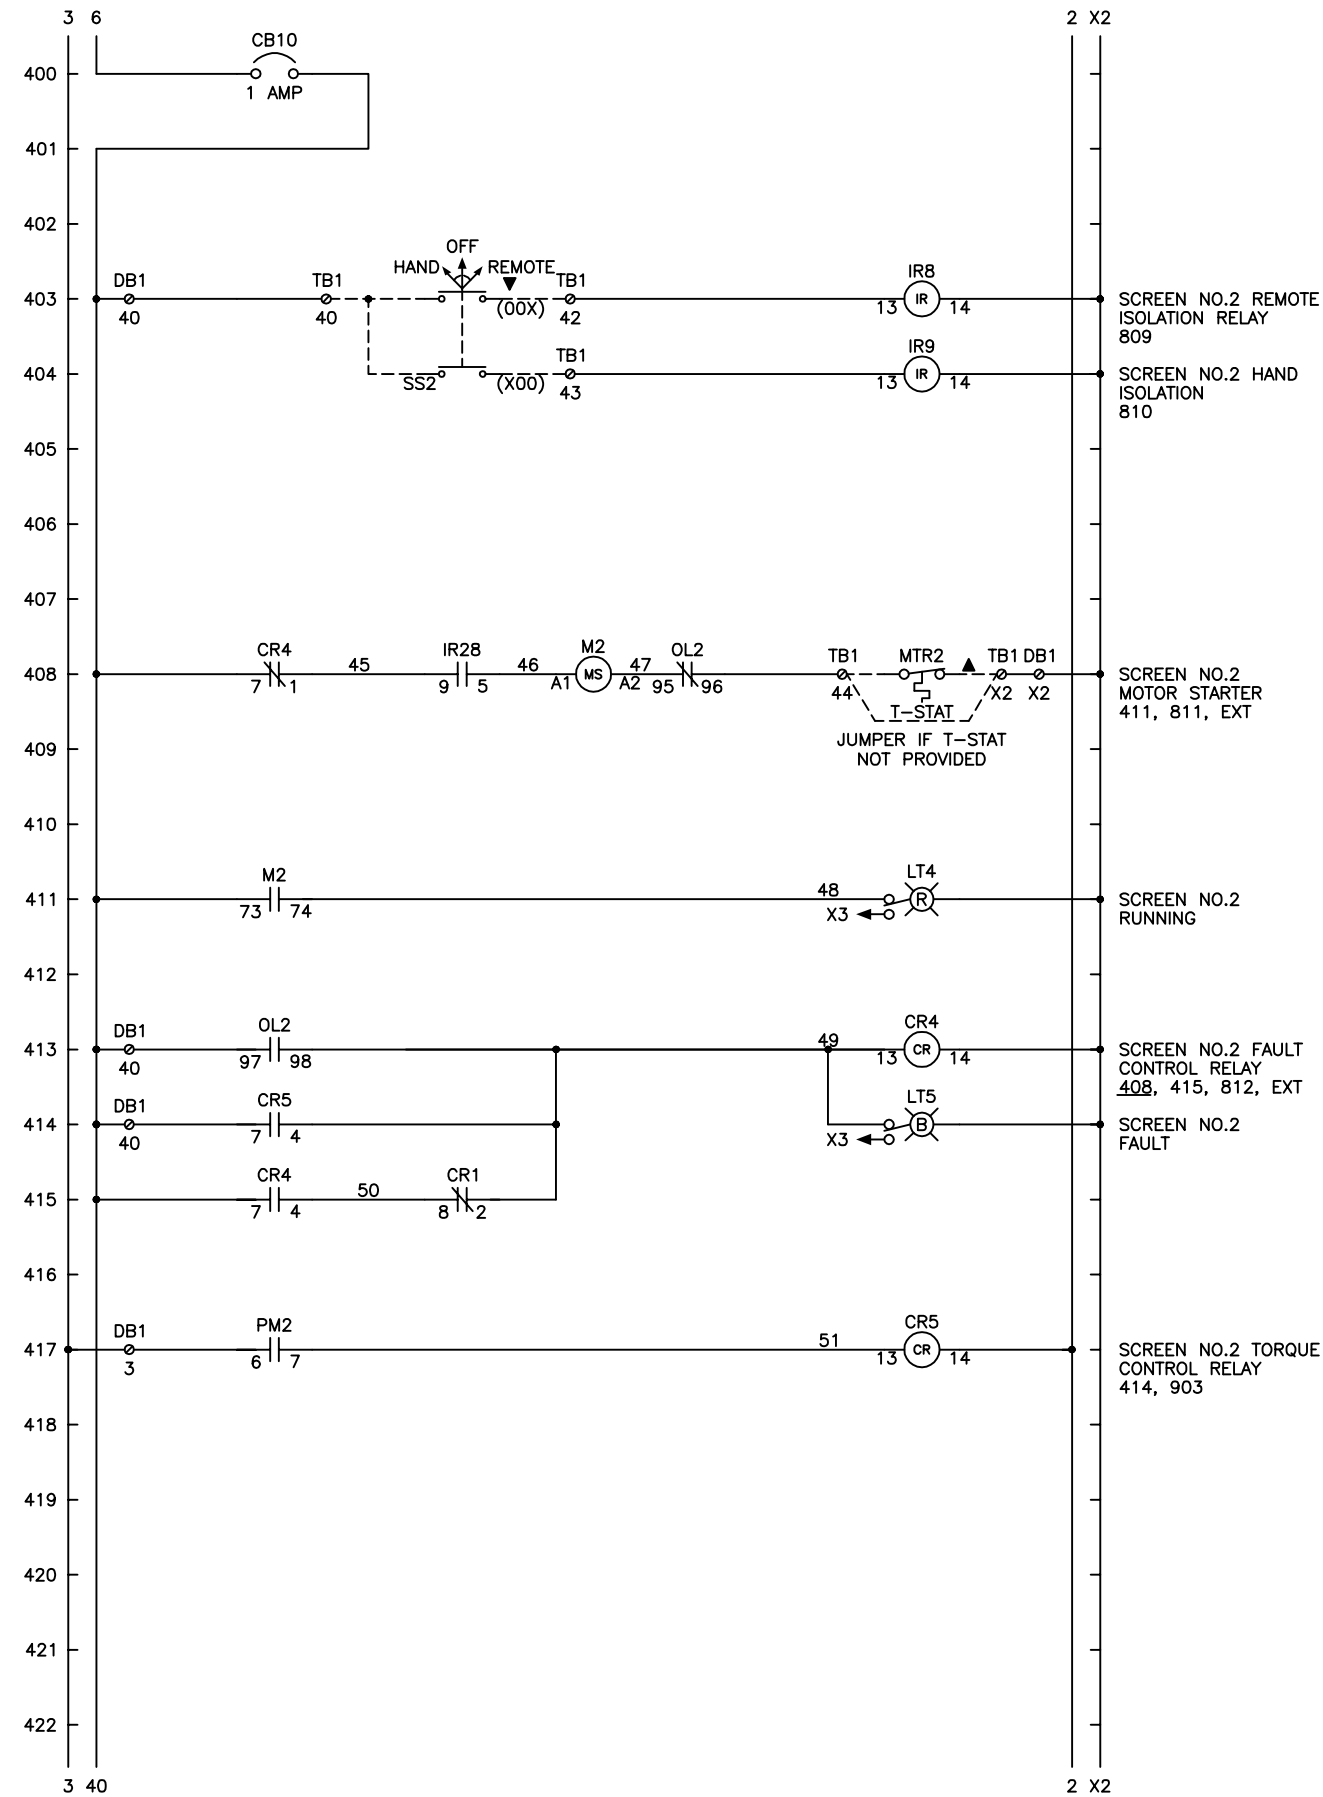 3 6
2 X2
CB10
400
1 AMP
401
402
OFF
HAND REMOTE
DB1 TB1 TB1 IR8
403
40 40 (00X) 42 13 IR 14
SCREEN NO.2 REMOTE
ISOLATION RELAY
809
TB1 IR9
404
SS2 (X00) 43 13 IR 14
SCREEN NO.2 HAND
ISOLATION
810
405
406
407
CR4 45 IR28 46 M2 47 OL2 TB1 MTR2 TB1 DB1
408
7 1 9 5 A1 MS A2 95 96 44 X2 X2
T-STAT
JUMPER IF T-STAT
NOT PROVIDED
SCREEN NO.2
MOTOR STARTER
411, 811, EXT
409
410
M2 48 LT4
411
73 74 X3 R
SCREEN NO.2
RUNNING
412
DB1 OL2 49 CR4
413
40 97 98 13 CR 14
SCREEN NO.2 FAULT
CONTROL RELAY
408, 415, 812, EXT
DB1 CR5 LT5
414
40 7 4 X3 B
SCREEN NO.2
FAULT
CR4 50 CR1
415
7 4 8 2
416
DB1 PM2 51 CR5
417
3 6 7 13 CR 14
SCREEN NO.2 TORQUE
CONTROL RELAY
414, 903
418
419
420
421
422
3 40
2 X2